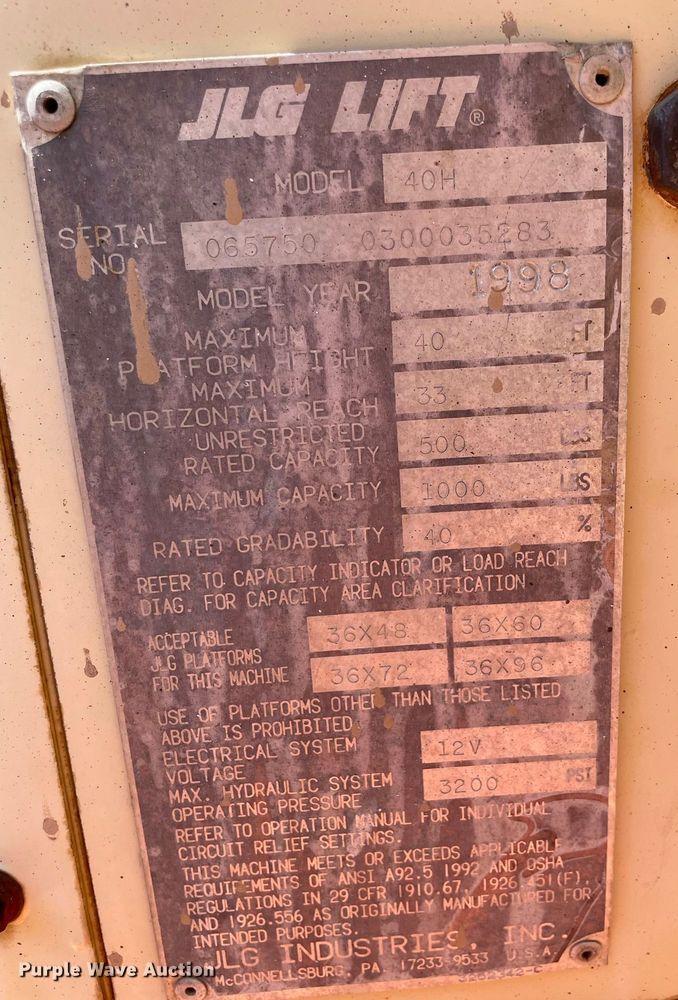 JLG LIFT®
MODEL 40H
SERIAL NO. 065750 0300035283
MODEL YEAR 1998
MAXIMUM
PLATFORM HEIGHT 40 FT
MAXIMUM
HORIZONTAL REACH 33 FT
UNRESTRICTED
RATED CAPACITY 500 LBS
MAXIMUM CAPACITY 1000 LBS
RATED GRADABILITY 40 %
REFER TO CAPACITY INDICATOR OR LOAD REACH
DIAG. FOR CAPACITY AREA CLARIFICATION
ACCEPTABLE 36X48 36X60
JLG PLATFORMS
FOR THIS MACHINE 36X72 36X96
USE OF PLATFORMS OTHER THAN THOSE LISTED
ABOVE IS PROHIBITED
ELECTRICAL SYSTEM
VOLTAGE 12V
MAX. HYDRAULIC SYSTEM
OPERATING PRESSURE 3200 PSI
REFER TO OPERATION MANUAL FOR INDIVIDUAL
CIRCUIT RELIEF SETTINGS.
THIS MACHINE MEETS OR EXCEEDS APPLICABLE
REQUIREMENTS OF ANSI A92.5 1992 AND OSHA
REGULATIONS IN 29 CFR 1910.67, 1926.451(F),
AND 1926.556 AS ORIGINALLY MANUFACTURED FOR
INTENDED PURPOSES.
JLG INDUSTRIES, INC.
McCONNELLSBURG, PA. 17233-9533 U.S.A.
Purple Wave Auction